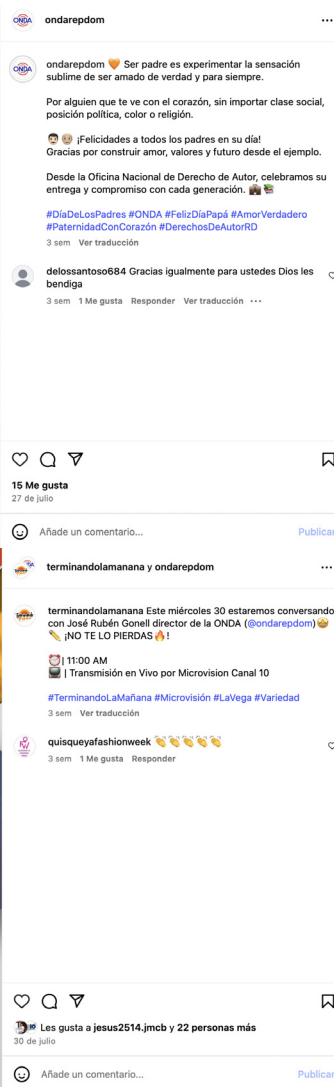 ONDA
ondarepdom
ONDA
ondarepdom 🧡 Ser padre es experimentar la sensación
sublime de ser amado de verdad y para siempre.
Por alguien que te ve con el corazón, sin importar clase social,
posición política, color o religión.
👨🏻👴🏼 ¡Felicidades a todos los padres en su día!
Gracias por construir amor, valores y futuro desde el ejemplo.
Desde la Oficina Nacional de Derecho de Autor, celebramos su
entrega y compromiso con cada generación. 💼📚
#DíaDeLosPadres #ONDA #FelizDíaPapá #AmorVerdadero
#PaternidadConCorazón #DerechosDeAutorRD
3 sem Ver traducción
delossantoso684 Gracias igualmente para ustedes Dios les
bendiga
3 sem 1 Me gusta Responder Ver traducción ...
15 Me gusta
27 de julio
Añade un comentario...
Publicar
terminandolamanana y ondarepdom
terminandolamanana Este miércoles 30 estaremos conversando
con José Rubén Gonell director de la ONDA (@ondarepdom)😀
✏️ ¡NO TE LO PIERDAS🔥!
⏰| 11:00 AM
📺 | Transmisión en Vivo por Microvision Canal 10
#TerminandoLaMañana #Microvisión #LaVega #Variedad
3 sem Ver traducción
quisqueyafashionweek 👏👏👏👏👏
3 sem 1 Me gusta Responder
Les gusta a jesus2514.jmcb y 22 personas más
30 de julio
Añade un comentario...
Publicar